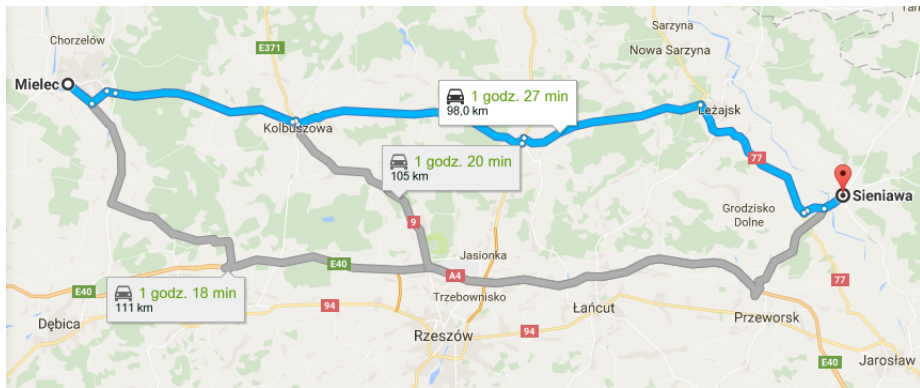 Tar
Sarzyna
Chorzelów
E371
Nowa Sarzyna
Mielec
1 godz. 27 min
98,0 km
Leżajsk
Kolbuszowa
1 godz. 20 min
105 km
77
Sieniawa
Grodzisko
Dolne
9
Jasionka
E40
A4
77
1 godz. 18 min
111 km
E40
Trzebownisko
94
Łańcut
Przeworsk
Dębica
Rzeszów
94
E40
Jarosław